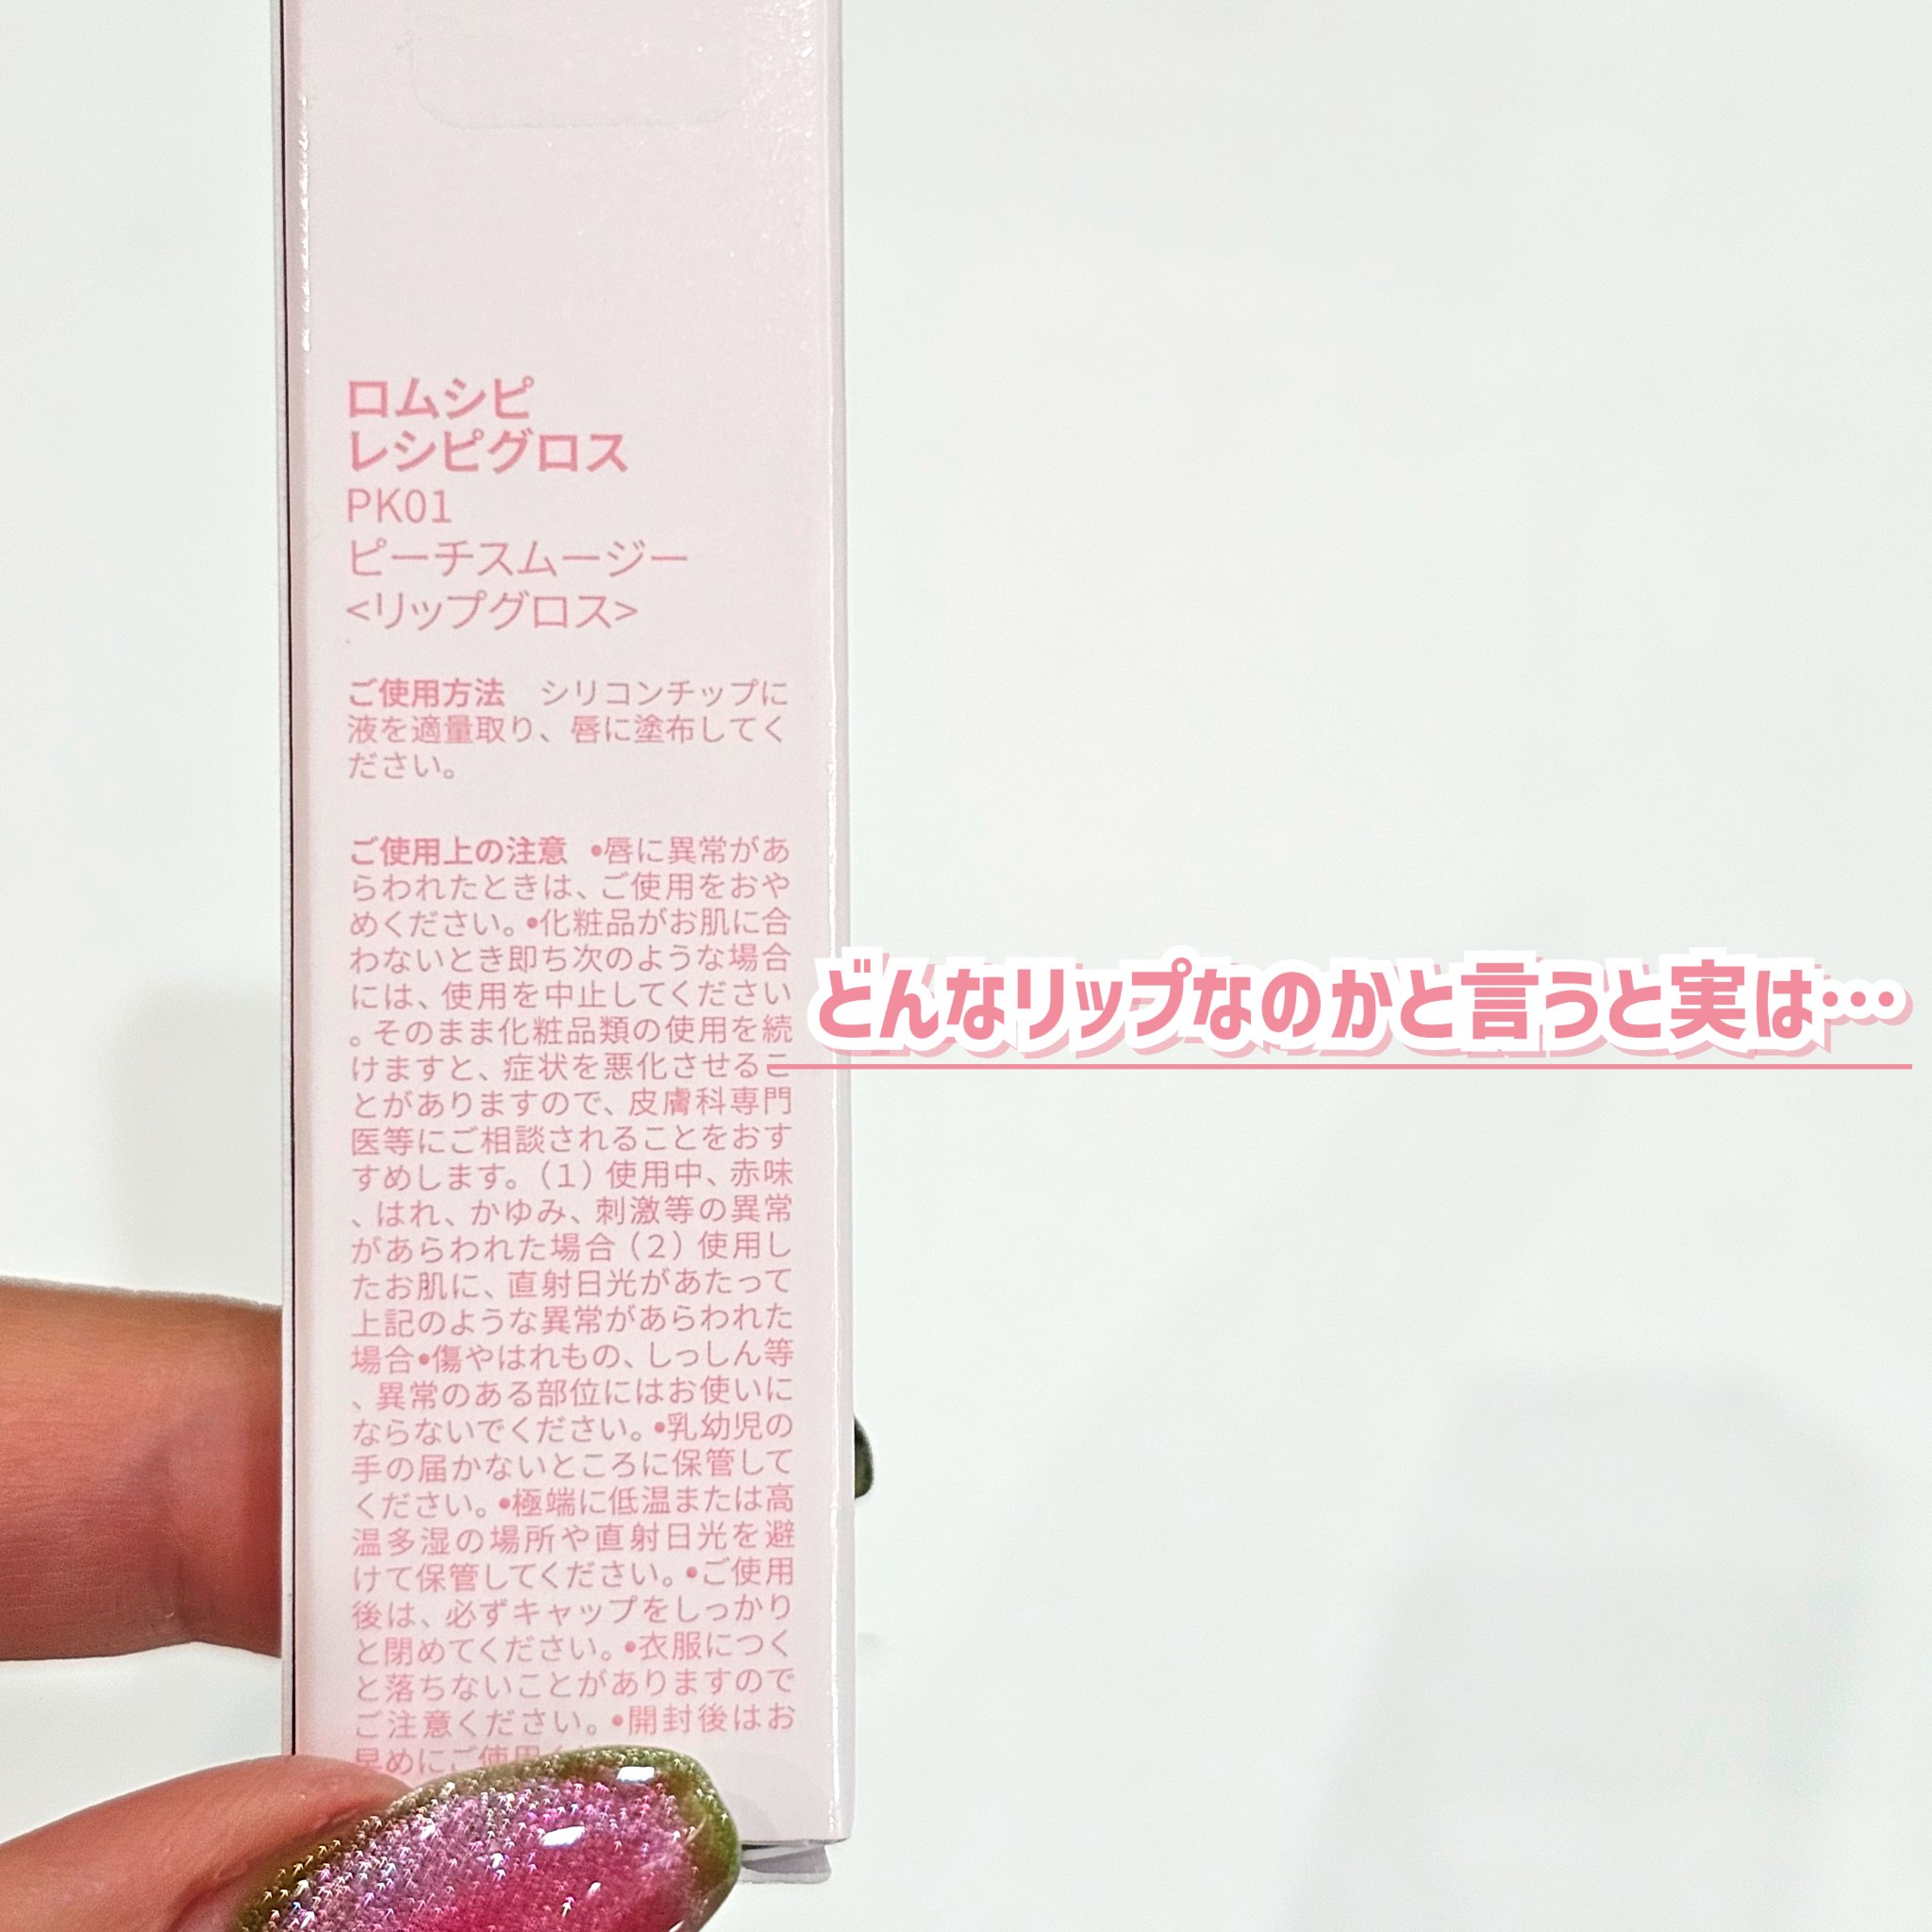 ロムシピ
レシピグロス
PK01
ピーチスムージー
<リップグロス>
ご使用方法　シリコンチップに
液を適量取り、唇に塗布してく
ださい。
ご使用上の注意 •唇に異常があ
らわれたときは、ご使用をおや
めください。•化粧品がお肌に合
わないとき即ち次のような場合
には、使用を中止してください
。そのまま化粧品類の使用を続
けますと、症状を悪化させるこ
とがありますので、皮膚科専門
医等にご相談されることをおす
すめします。（1）使用中、赤味
、はれ、かゆみ、刺激等の異常
があらわれた場合（2）使用し
たお肌に、直射日光があたって
上記のような異常があらわれた
場合•傷やはれもの、しっしん等
、異常のある部位にはお使いに
ならないでください。•乳幼児の
手の届かないところに保管して
ください。•極端に低温または高
温多湿の場所や直射日光を避
けて保管してください。•ご使用
後は、必ずキャップをしっかり
と閉めてください。•衣服につく
と落ちないことがありますので
ご注意ください。•開封後はお
早めにご使用く
どんなリップなのかと言うと実は…